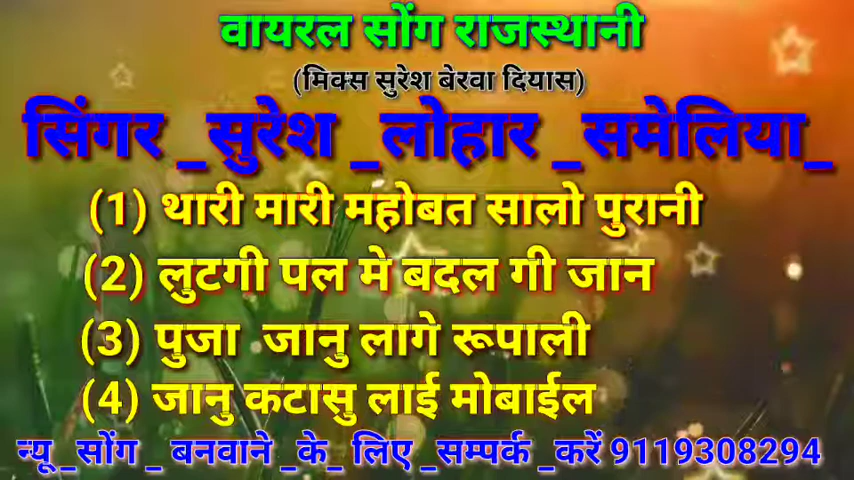 वायरल सोंग राजस्थानी
(मिक्स सुरेश बेरवा दियास)
सिंगर _सुरेश _लोहार _समेलिया_
(1) थारी मारी महोबत सालो पुरानी
(2) लुटगी पल मे बदल गी जान
(3) पुजा जानु लागे रूपाली
(4) जानु कटासु लाई मोबाईल
न्यू _सोंग _ बनवाने _के_ लिए _सम्पर्क _करें 9119308294